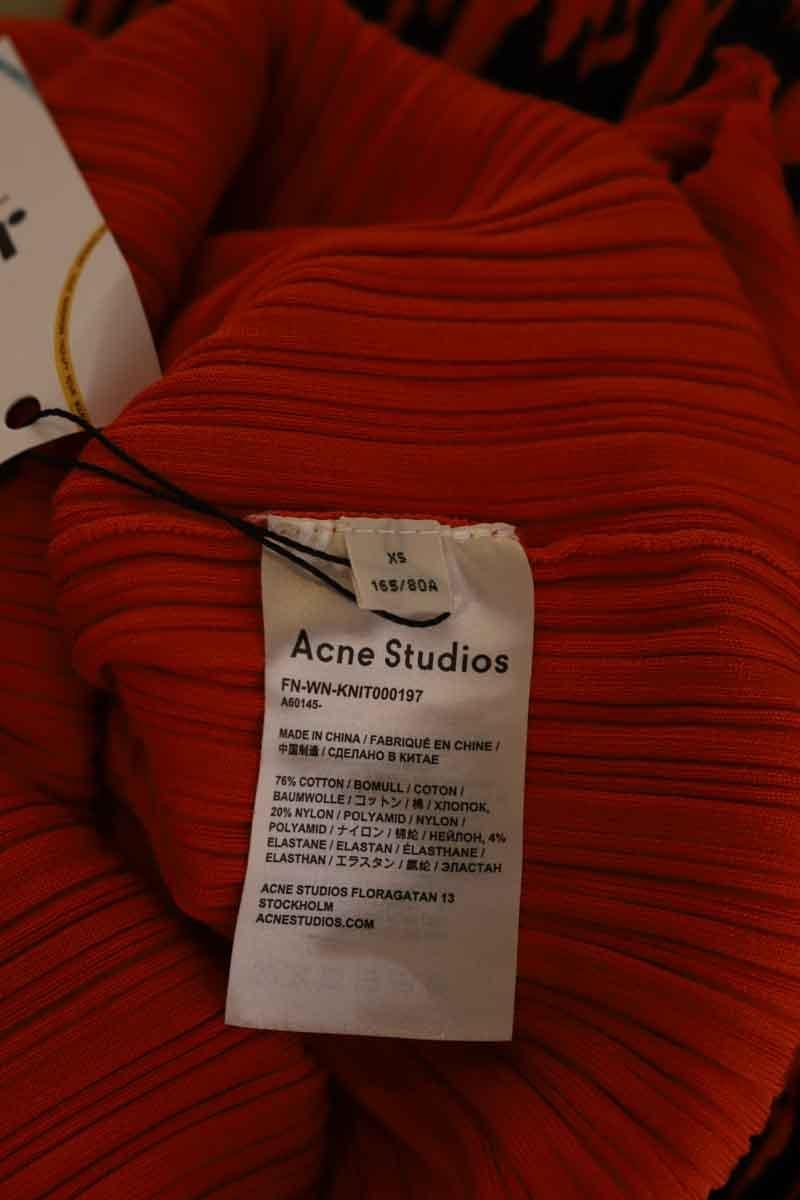 XS
165/80A
Acne Studios
FN-WN-KNIT000197
A60145-
MADE IN CHINA / FABRIQUÉ EN CHINE /
中国制造 / СДЕЛАНО В КИТАЕ
76% COTTON / BOMULL / COTON /
BAUMWOLLE / コットン / 棉 / ХЛОПОК,
20% NYLON / POLYAMID / NYLON /
POLYAMID / ナイロン / 锦纶 / НЕЙЛОН, 4%
ELASTANE / ELASTAN / ÉLASTHANE /
ELASTHAN / エラスタン / 氨纶 / ЭЛАСТАН
ACNE STUDIOS FLORAGATAN 13
STOCKHOLM
ACNESTUDIOS.COM